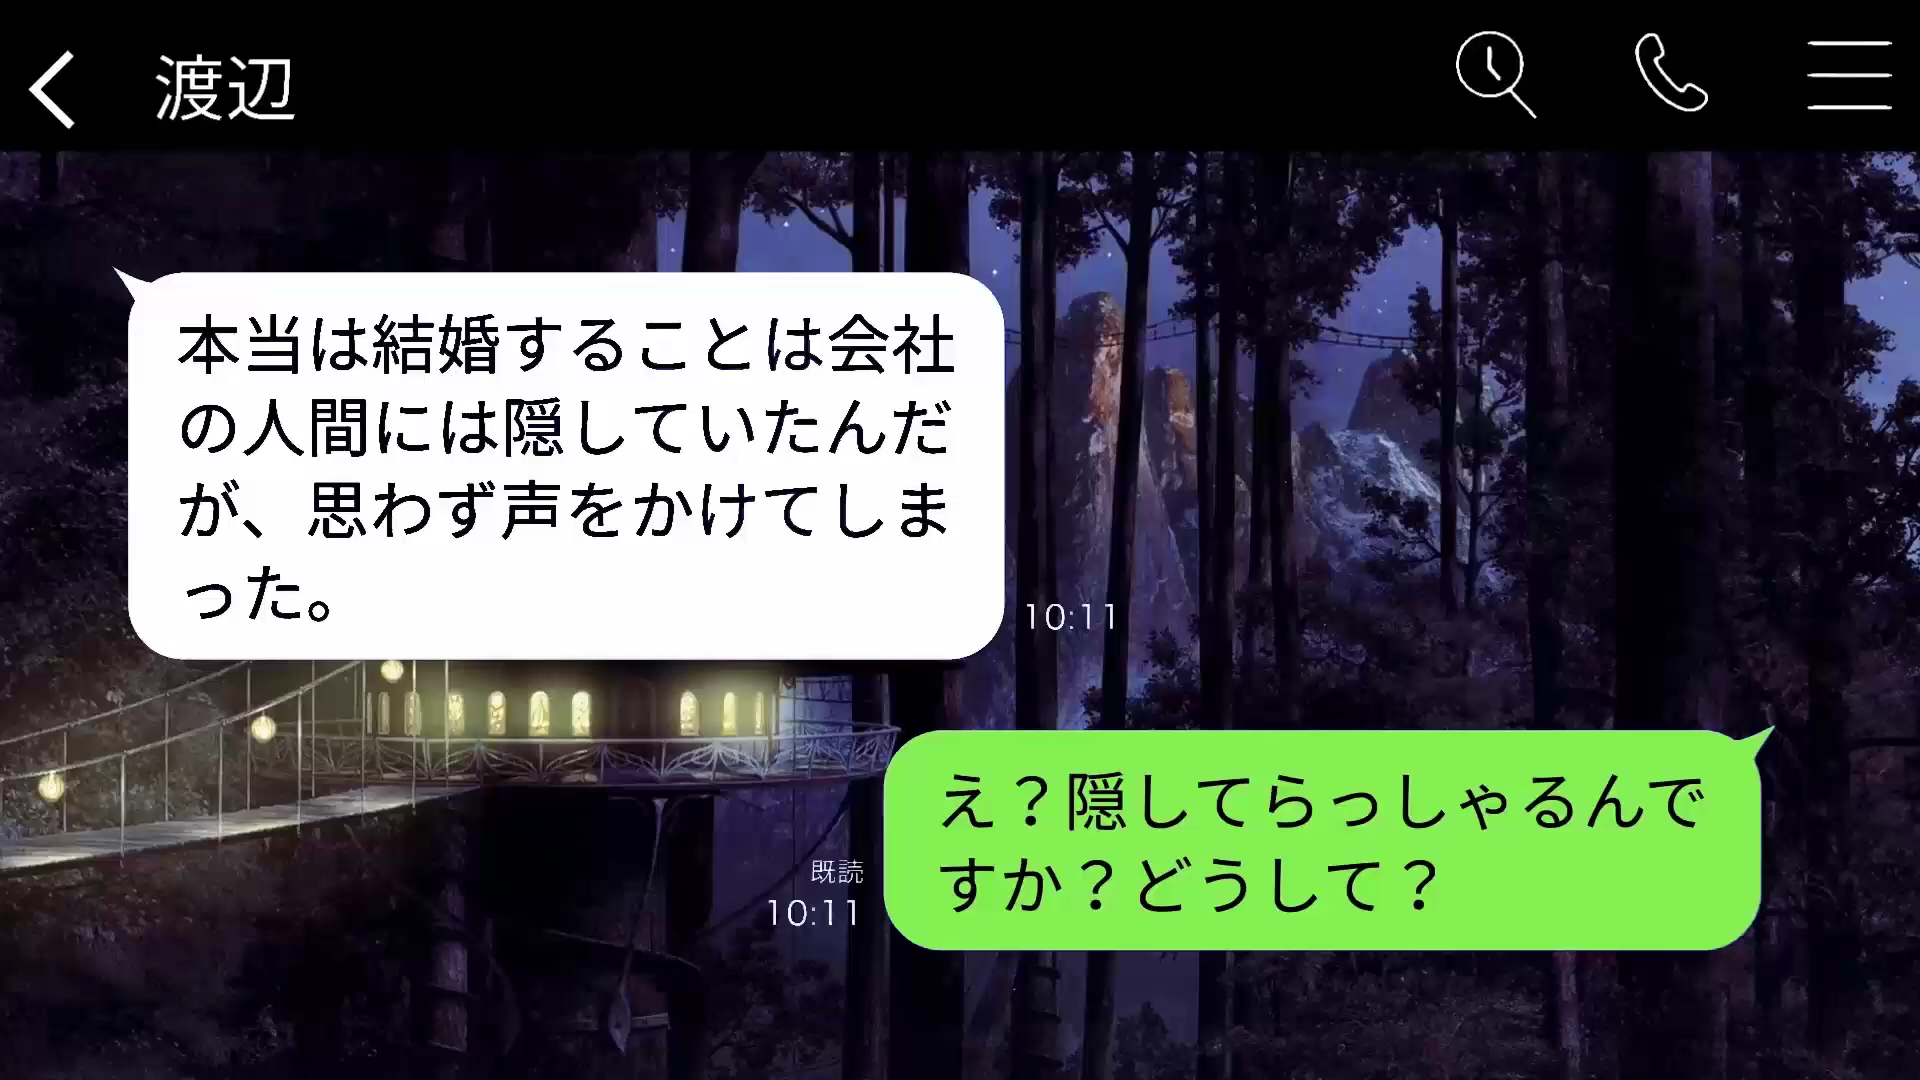 渡辺
本当は結婚することは会社
の人間には隠していたんだ
が、思わず声をかけてしま
った。
10:11
え？隠してらっしゃるんで
すか？どうして？
既読
10:11